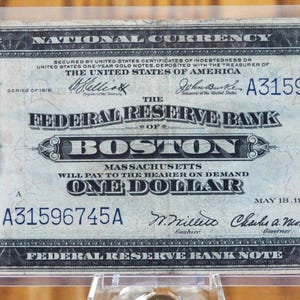 NATIONAL CURRENCY
SECURED BY UNITED STATES CERTIFICATES OF INDEBTEDNESS OR
UNITED STATES ONE-YEAR GOLD NOTES, DEPOSITED WITH THE TREASURER OF
THE UNITED STATES OF AMERICA
SERIES OF 1918
A3159
THE
FEDERAL RESERVE BANK
OF
BOSTON
MASSACHUSETTS
WILL PAY TO THE BEARER ON DEMAND
ONE DOLLAR
A
MAY 18, 19
A31596745A
Cashier
Governor
FEDERAL RESERVE BANK NOTE